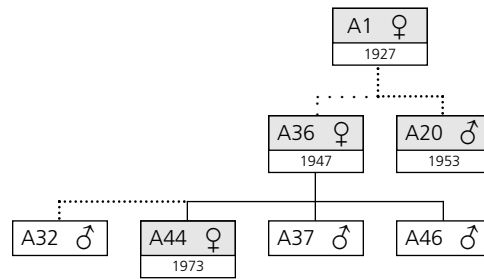 A1 ♀
1927
A36 ♀
1947
A20 ♂
1953
A32 ♂
A44 ♀
1973
A37 ♂
A46 ♂